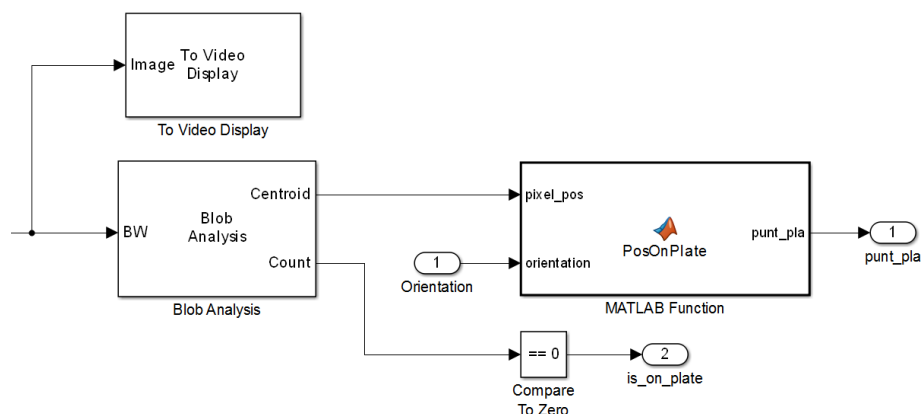 Image
To Video
Display
To Video Display
BW
Blob
Analysis
Centroid
Count
Blob Analysis
1
Orientation
pixel_pos
orientation
PosOnPlate
punt_pla
MATLAB Function
1
punt_pla
== 0
Compare
To Zero
2
is_on_plate